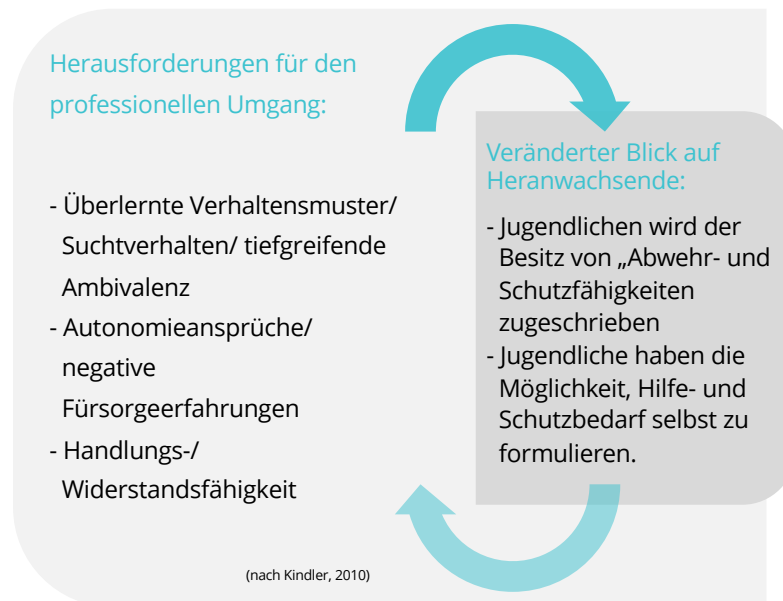 Herausforderungen für den
professionellen Umgang:
- Überlernte Verhaltensmuster/
Suchtverhalten/ tiefgreifende
Ambivalenz
- Autonomieansprüche/
negative
Fürsorgeerfahrungen
- Handlungs-/
Widerstandsfähigkeit
(nach Kindler, 2010)
Veränderter Blick auf
Heranwachsende:
- Jugendlichen wird der
Besitz von „Abwehr- und
Schutzfähigkeiten
zugeschrieben
- Jugendliche haben die
Möglichkeit, Hilfe- und
Schutzbedarf selbst zu
formulieren.